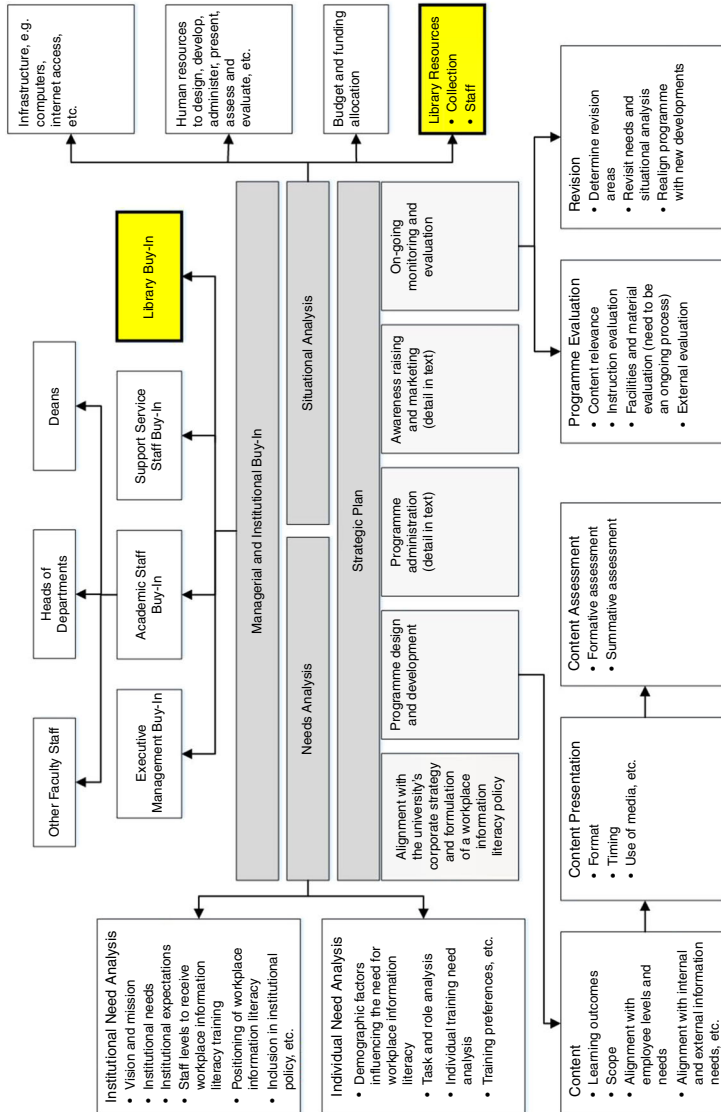 Other Faculty Staff
Heads of
Departments
Deans
Executive
Management Buy-In
Academic Staff
Buy-In
Support Service
Staff Buy-In
Library Buy-In
Managerial and Institutional Buy-In
Needs Analysis
Situational Analysis
Strategic Plan
Alignment with
the university's
corporate strategy
and formulation
of a workplace
information
literacy policy
Programme design
and development
Programme
administration
(detail in text)
Awareness raising
and marketing
(detail in text)
On-going
monitoring and
evaluation
Institutional Need Analysis
• Vision and mission
• Institutional needs
• Institutional expectations
• Staff levels to receive
workplace information
literacy training
• Positioning of workplace
information literacy
• Inclusion in institutional
policy, etc.
Individual Need Analysis
• Demographic factors
influencing the need for
workplace information
literacy
• Task and role analysis
• Individual training need
analysis
• Training preferences, etc.
Infrastructure, e.g.
computers,
internet access,
etc.
Human resources
to design, develop,
administer, present,
assess and
evaluate, etc.
Budget and funding
allocation
Library Resources
• Collection
• Staff
Content
• Learning outcomes
• Scope
• Alignment with
employee levels and
needs
• Alignment with internal
and external information
needs, etc.
Content Presentation
• Format
• Timing
• Use of media, etc.
Content Assessment
• Formative assessment
• Summative assessment
Programme Evaluation
• Content relevance
• Instruction evaluation
• Facilities and material
evaluation (need to be
an ongoing process)
• External evaluation
Revision
• Determine revision
areas
• Revisit needs and
situational analysis
• Realign programme
with new developments